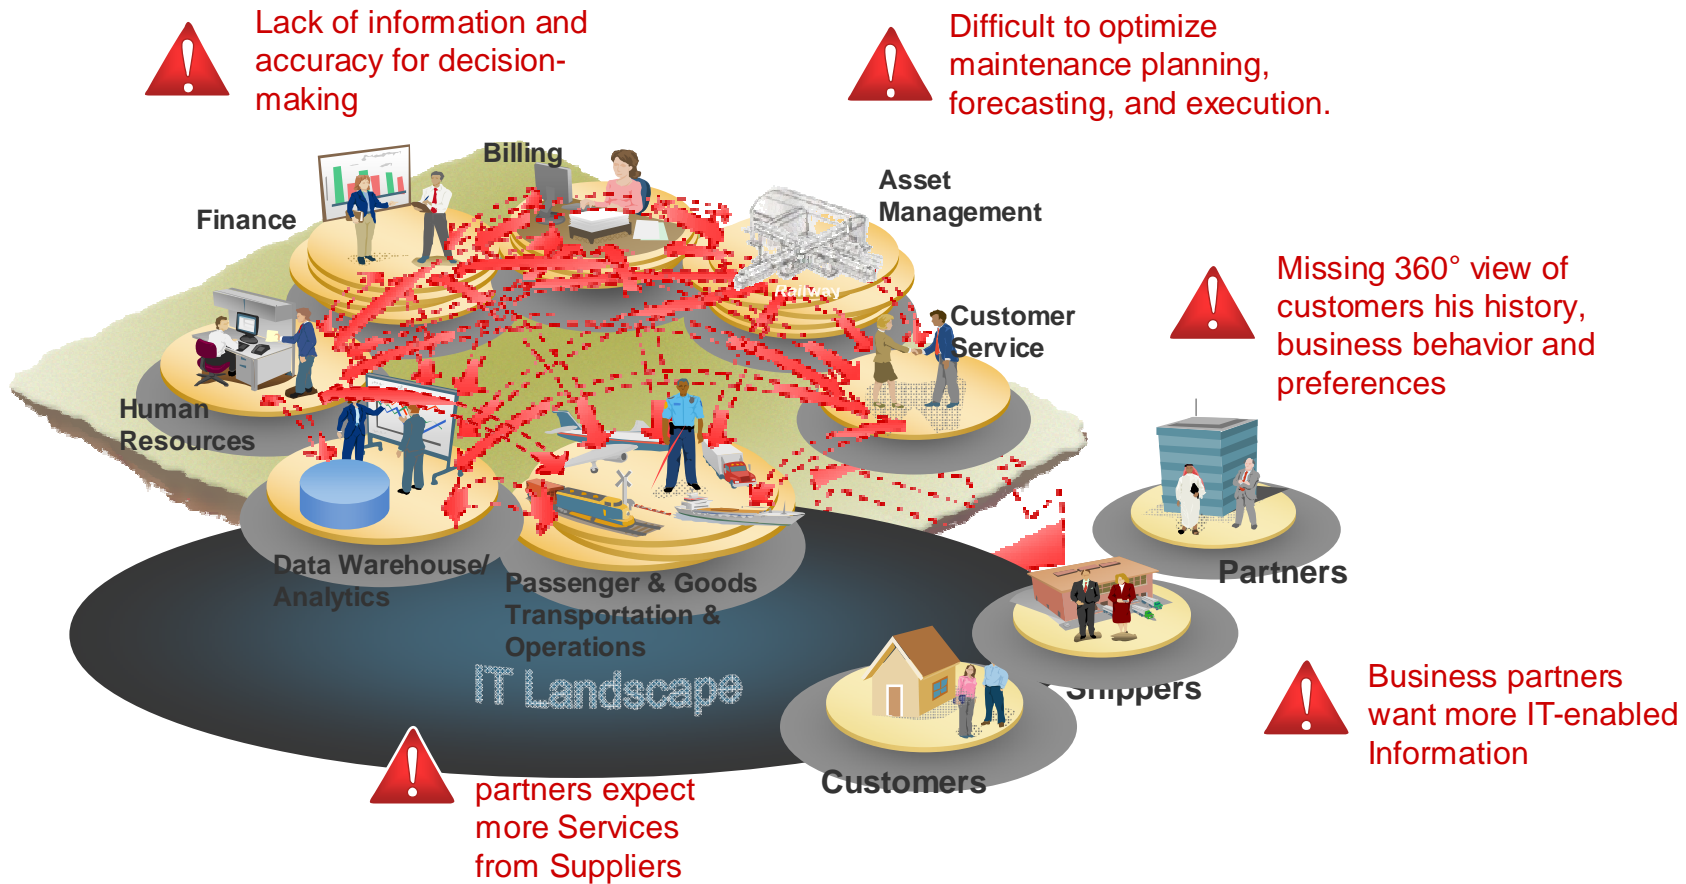 Lack of information and
accuracy for decision-
making
Difficult to optimize
maintenance planning,
forecasting, and execution.
Billing
Asset
Management
Finance
Missing 360° view of
customers his history,
business behavior and
preferences
Railway
Customer
Service
Human
Resources
Data Warehouse/
Analytics
Passenger & Goods
Transportation &
Operations
Partners
IT Landscape
Shippers
Business partners
want more IT-enabled
Information
Customers
partners expect
more Services
from Suppliers